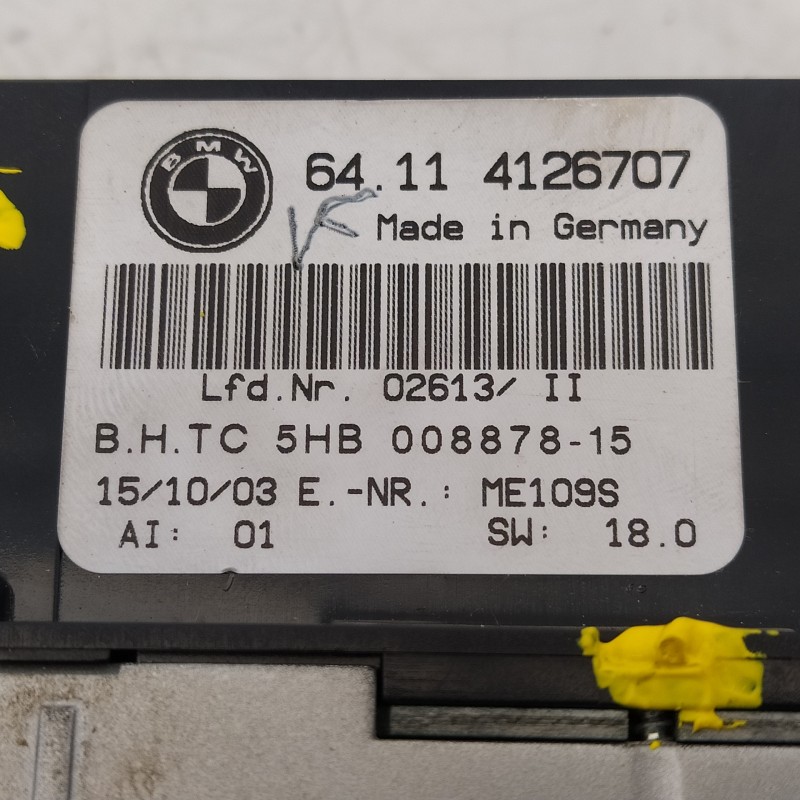 BMW
64.11 4126707
Made in Germany
Lfd.Nr. 02613/ II
B.H.TC 5HB 008878-15
15/10/03 E.-NR.: ME109S
AI: 01 SW: 18.0